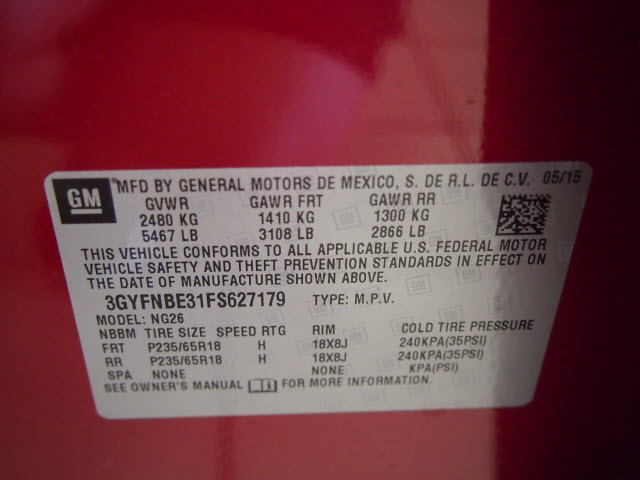 GM MFD BY GENERAL MOTORS DE MEXICO, S. DE R.L. DE C.V. 05/15
GVWR GAWR FRT GAWR RR
2480 KG 1410 KG 1300 KG
5467 LB 3108 LB 2866 LB
THIS VEHICLE CONFORMS TO ALL APPLICABLE U.S. FEDERAL MOTOR
VEHICLE SAFETY AND THEFT PREVENTION STANDARDS IN EFFECT ON
THE DATE OF MANUFACTURE SHOWN ABOVE.
3GYFNBE31FS627179 TYPE: M.P.V.
MODEL: NG26
NBBM TIRE SIZE SPEED RTG RIM COLD TIRE PRESSURE
FRT P235/65R18 H 18X8J 240KPA(35PSI)
RR P235/65R18 H 18X8J 240KPA(35PSI)
SPA NONE NONE KPA(PSI)
SEE OWNER'S MANUAL FOR MORE INFORMATION.